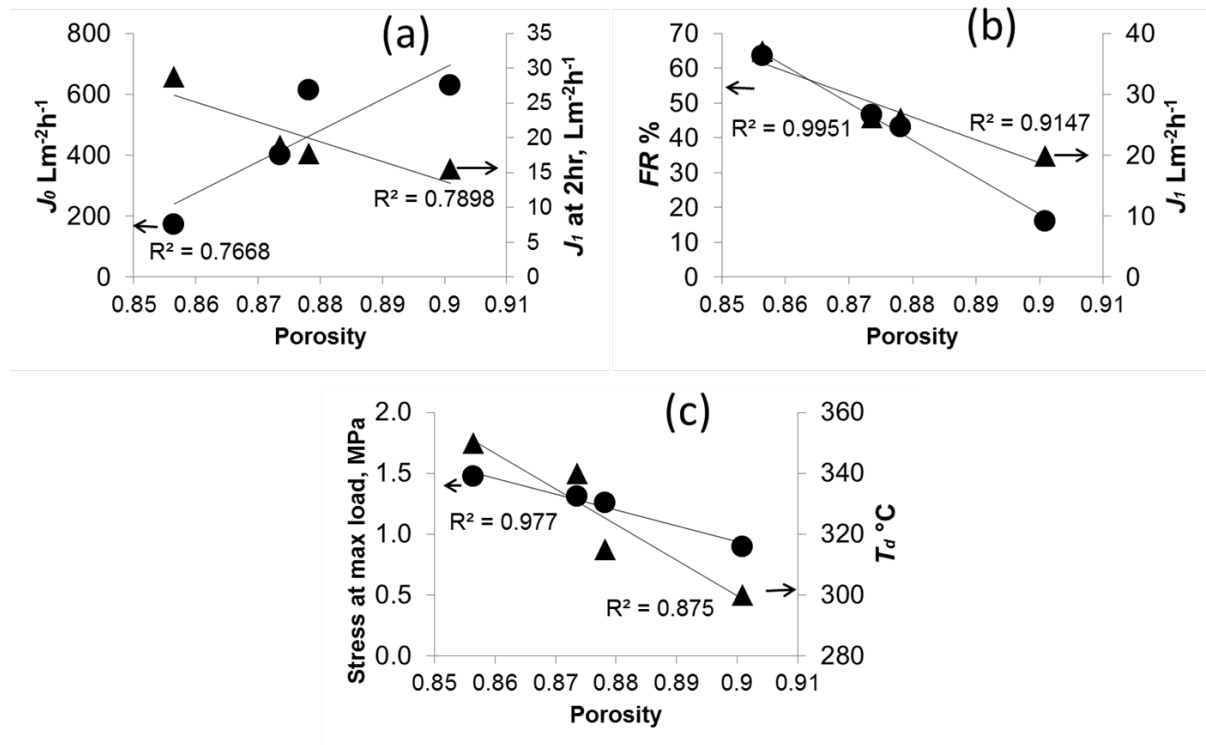 (a)
800
600
400
200
0
J₀ Lm⁻²h⁻¹
35
30
25
20
15
10
5
0
J₁ at 2hr, Lm⁻²h⁻¹
R² = 0.7668
R² = 0.7898
0.85 0.86 0.87 0.88 0.89 0.9 0.91
Porosity
(b)
70
60
50
40
30
20
10
0
FR %
40
30
20
10
0
J₁ Lm⁻²h⁻¹
R² = 0.9951
R² = 0.9147
0.85 0.86 0.87 0.88 0.89 0.9 0.91
Porosity
(c)
2.0
1.5
1.0
0.5
0.0
Stress at max load, MPa
360
340
320
300
280
T_d °C
R² = 0.977
R² = 0.875
0.85 0.86 0.87 0.88 0.89 0.9 0.91
Porosity